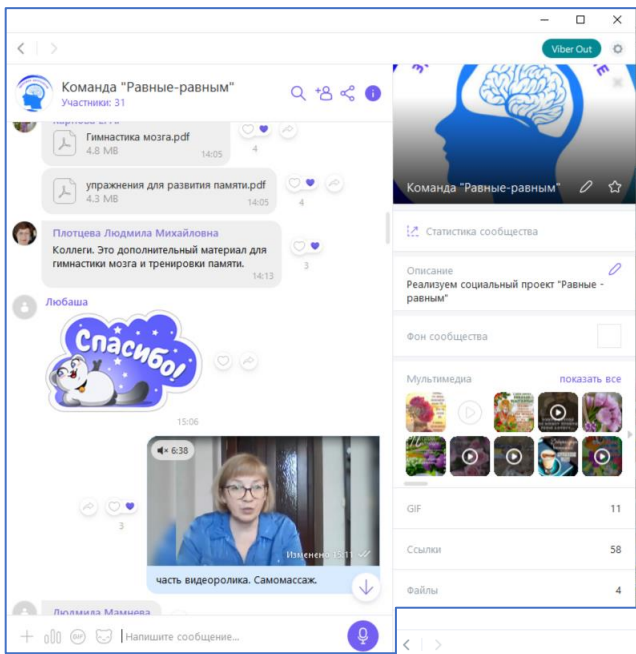 Viber Out
Команда "Равные-равным"
Участники: 31
Гимнастика мозга.pdf
4.8 MB
14:05
4
упражнения для развития памяти.pdf
4.3 MB
14:05
4
Плотцева Людмила Михайловна
Коллеги. Это дополнительный материал для
гимнастики мозга и тренировки памяти.
14:13
3
Любаша
Спасибо!
15:06
6:38
3
Изменено 15:11
часть видеоролика. Самомассаж.
Людмила Мамнева
GIF
Напишите сообщение...
Команда "Равные-равным"
Статистика сообщества
Описание
Реализуем социальный проект "Равные -
равным"
Фон сообщества
Мультимедиа
показать все
GIF
11
Ссылки
58
Файлы
4